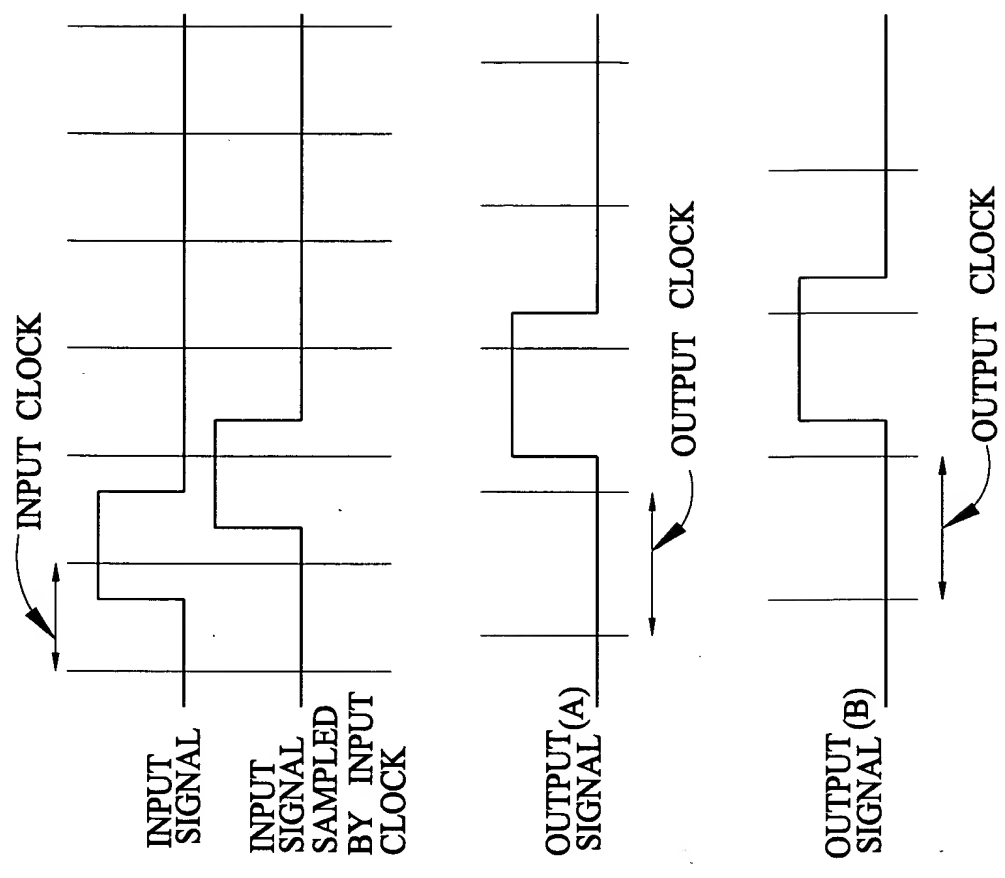 INPUT CLOCK
INPUT
SIGNAL
INPUT
SIGNAL
SAMPLED
BY INPUT
CLOCK
OUTPUT
SIGNAL (A)
OUTPUT CLOCK
OUTPUT
SIGNAL (B)
OUTPUT CLOCK